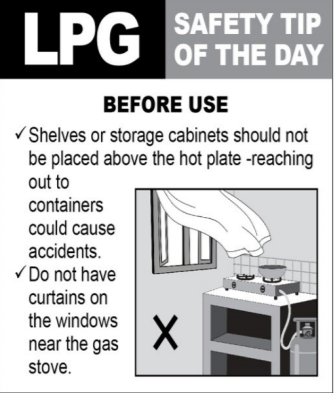 LPG
SAFETY TIP
OF THE DAY
BEFORE USE
✓Shelves or storage cabinets should not
be placed above the hot plate -reaching
out to
containers
could cause
accidents.
✓Do not have
curtains on
the windows
near the gas
stove.
X